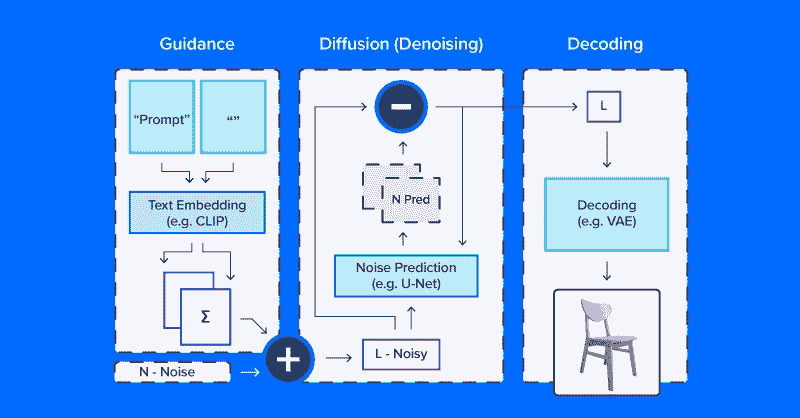 Guidance
Diffusion (Denoising)
Decoding
“Prompt”
“”
Text Embedding
(e.g. CLIP)
Σ
N - Noise
+
−
N Pred
Noise Prediction
(e.g. U-Net)
L - Noisy
L
Decoding
(e.g. VAE)